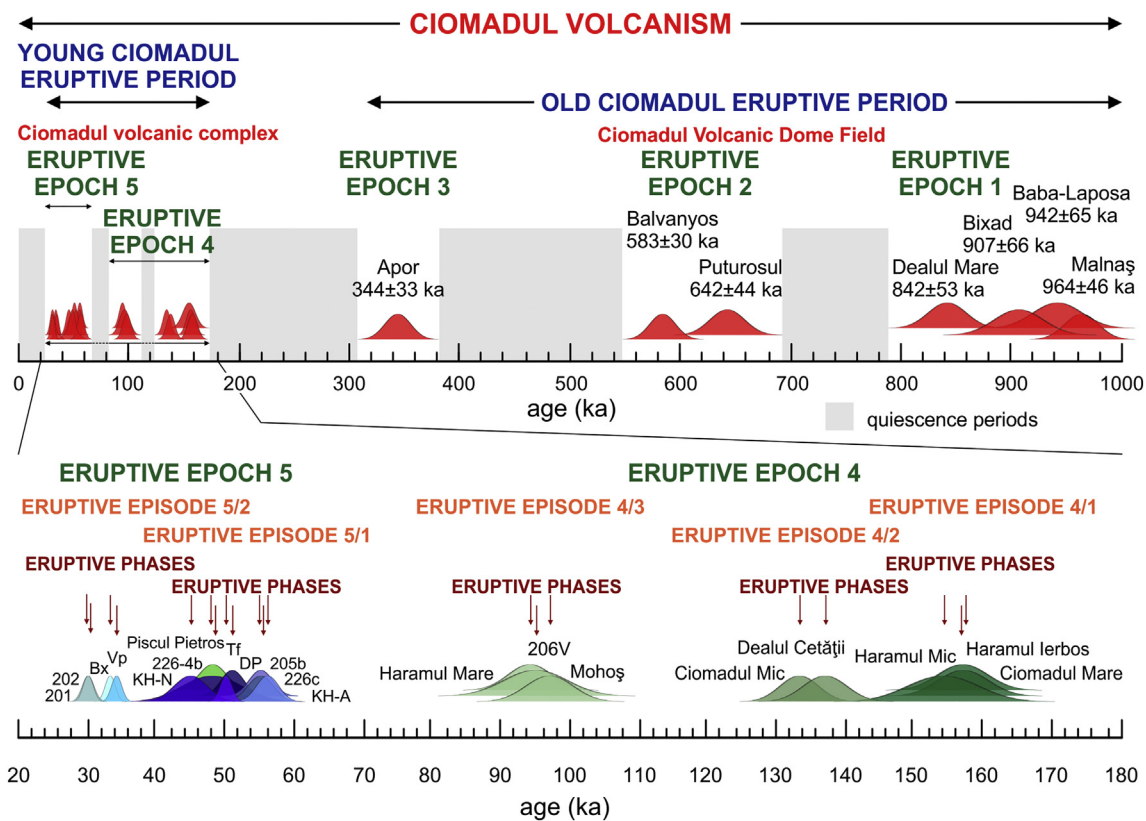 CIOMADUL VOLCANISM
YOUNG CIOMADUL
ERUPTIVE PERIOD
OLD CIOMADUL ERUPTIVE PERIOD
Ciomadul volcanic complex
Ciomadul Volcanic Dome Field
ERUPTIVE
EPOCH 5
ERUPTIVE
EPOCH 4
ERUPTIVE
EPOCH 3
ERUPTIVE
EPOCH 2
ERUPTIVE
EPOCH 1
Apor
344±33 ka
Balvanyos
583±30 ka
Puturosul
642±44 ka
Dealul Mare
842±53 ka
Bixad
907±66 ka
Baba-Laposa
942±65 ka
Malnaş
964±46 ka
0 100 200 300 400 500 600 700 800 900 1000
age (ka)
quiescence periods
ERUPTIVE EPOCH 5
ERUPTIVE EPOCH 4
ERUPTIVE EPISODE 5/2
ERUPTIVE EPISODE 5/1
ERUPTIVE EPISODE 4/3
ERUPTIVE EPISODE 4/2
ERUPTIVE EPISODE 4/1
ERUPTIVE PHASES
ERUPTIVE PHASES
ERUPTIVE PHASES
ERUPTIVE PHASES
ERUPTIVE PHASES
202
201
Bx
Vp
Piscul Pietros
226-4b
KH-N
Tf
DP
205b
226c
KH-A
Haramul Mare
206V
Mohoş
Dealul Cetăţii
Ciomadul Mic
Haramul Mic
Haramul Ierbos
Ciomadul Mare
20 30 40 50 60 70 80 90 100 110 120 130 140 150 160 170 180
age (ka)